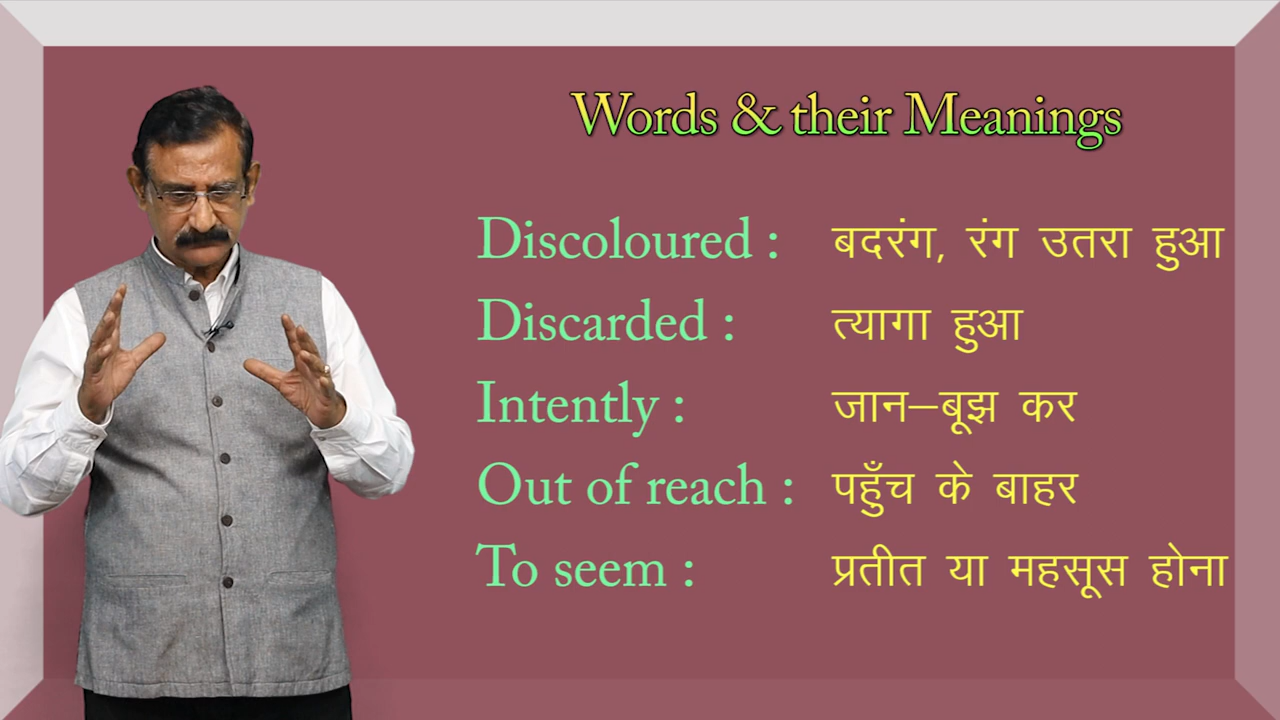 Words & their Meanings
Discoloured : बदरंग, रंग उतरा हुआ
Discarded : त्यागा हुआ
Intently : जान–बूझ कर
Out of reach : पहुँच के बाहर
To seem : प्रतीत या महसूस होना